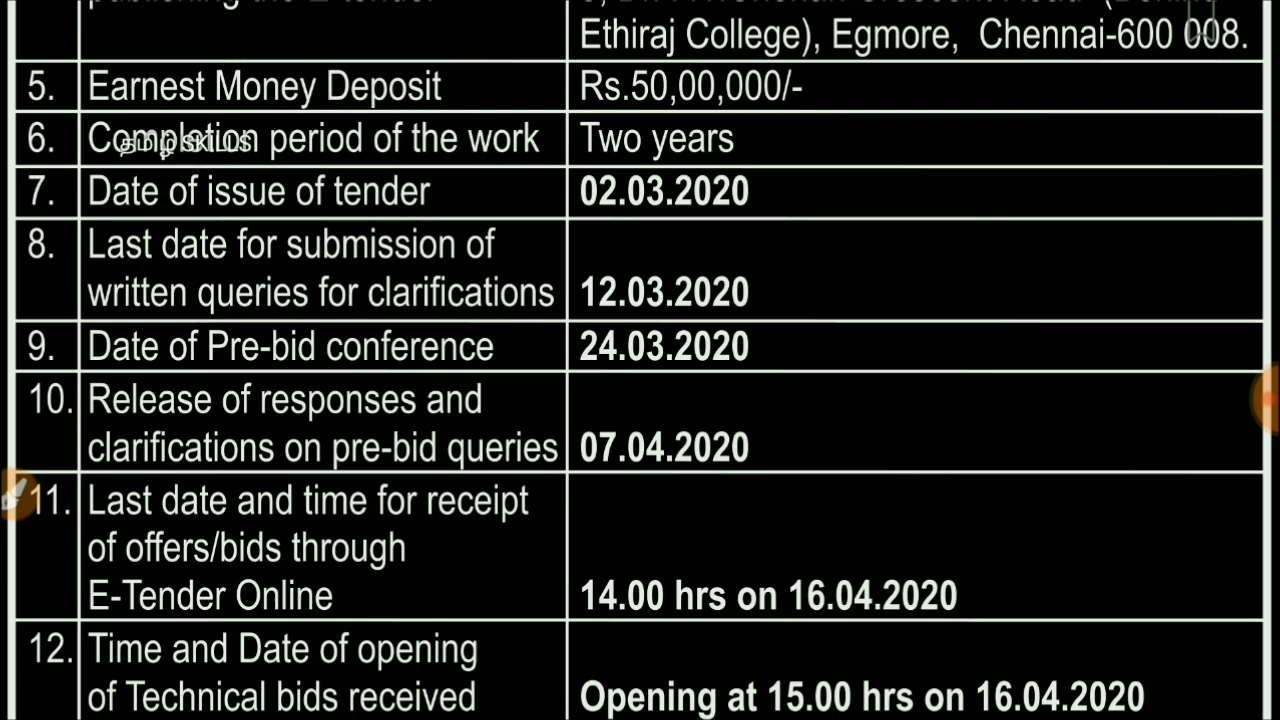 Ethiraj College), Egmore, Chennai-600 008.
5. Earnest Money Deposit Rs.50,00,000/-
6. Completion period of the work Two years
தமிழ் SKILLS
7. Date of issue of tender 02.03.2020
8. Last date for submission of
written queries for clarifications 12.03.2020
9. Date of Pre-bid conference 24.03.2020
10. Release of responses and
clarifications on pre-bid queries 07.04.2020
11. Last date and time for receipt
of offers/bids through
E-Tender Online 14.00 hrs on 16.04.2020
12. Time and Date of opening
of Technical bids received Opening at 15.00 hrs on 16.04.2020